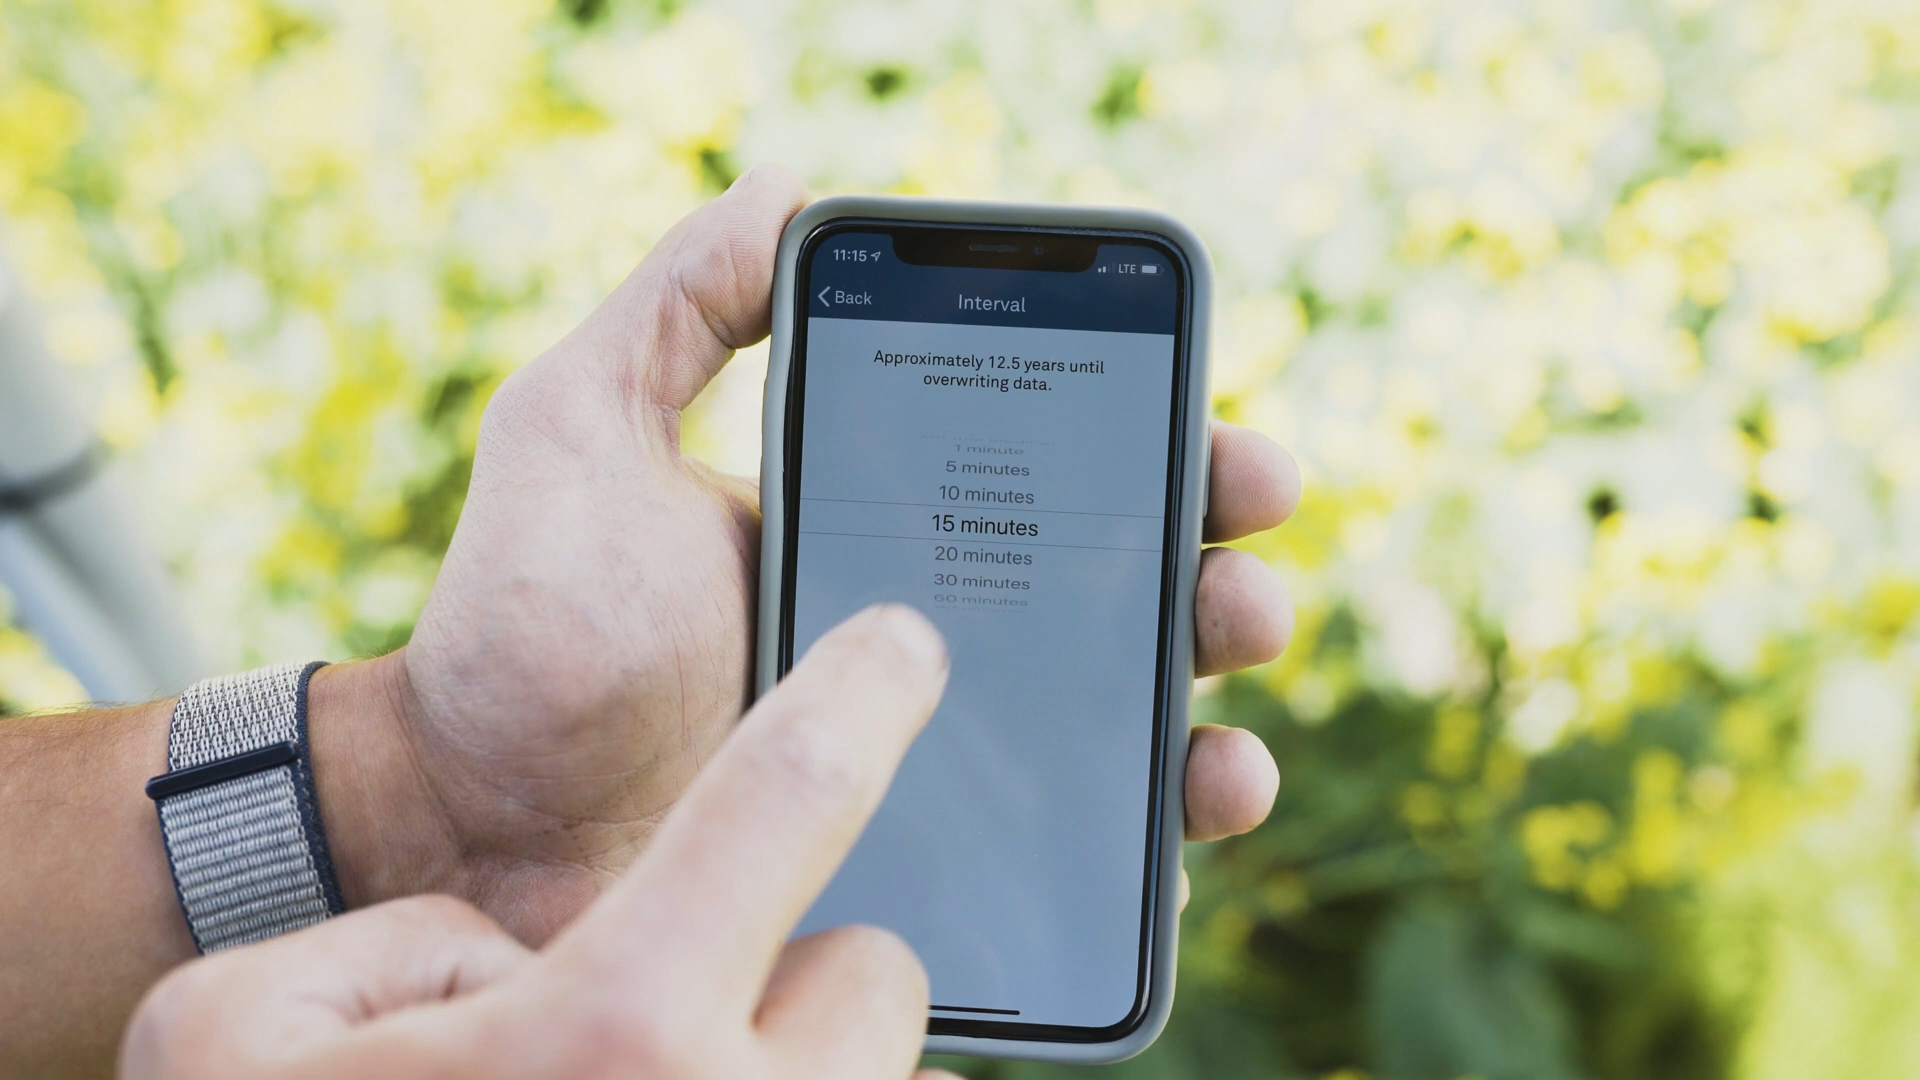 11:15
LTE
Back
Interval
Approximately 12.5 years until
overwriting data.
1 minute
5 minutes
10 minutes
15 minutes
20 minutes
30 minutes
60 minutes